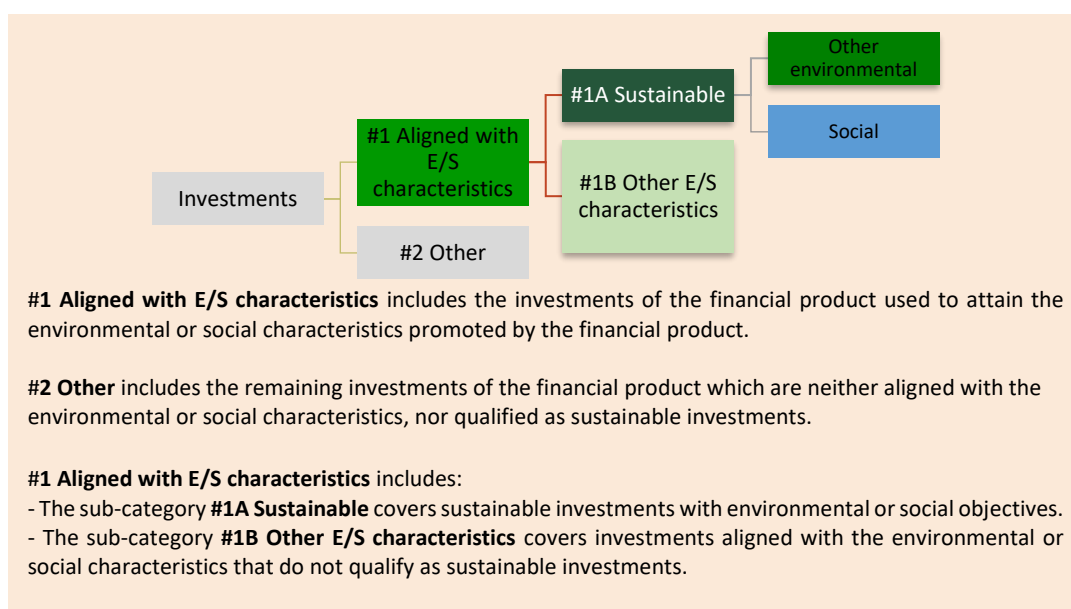 Other
environmental
#1A Sustainable
Social
#1 Aligned with
E/S
characteristics
#1B Other E/S
characteristics
Investments
#2 Other
#1 Aligned with E/S characteristics includes the investments of the financial product used to attain the
environmental or social characteristics promoted by the financial product.
#2 Other includes the remaining investments of the financial product which are neither aligned with the
environmental or social characteristics, nor qualified as sustainable investments.
#1 Aligned with E/S characteristics includes:
- The sub-category #1A Sustainable covers sustainable investments with environmental or social objectives.
- The sub-category #1B Other E/S characteristics covers investments aligned with the environmental or
social characteristics that do not qualify as sustainable investments.